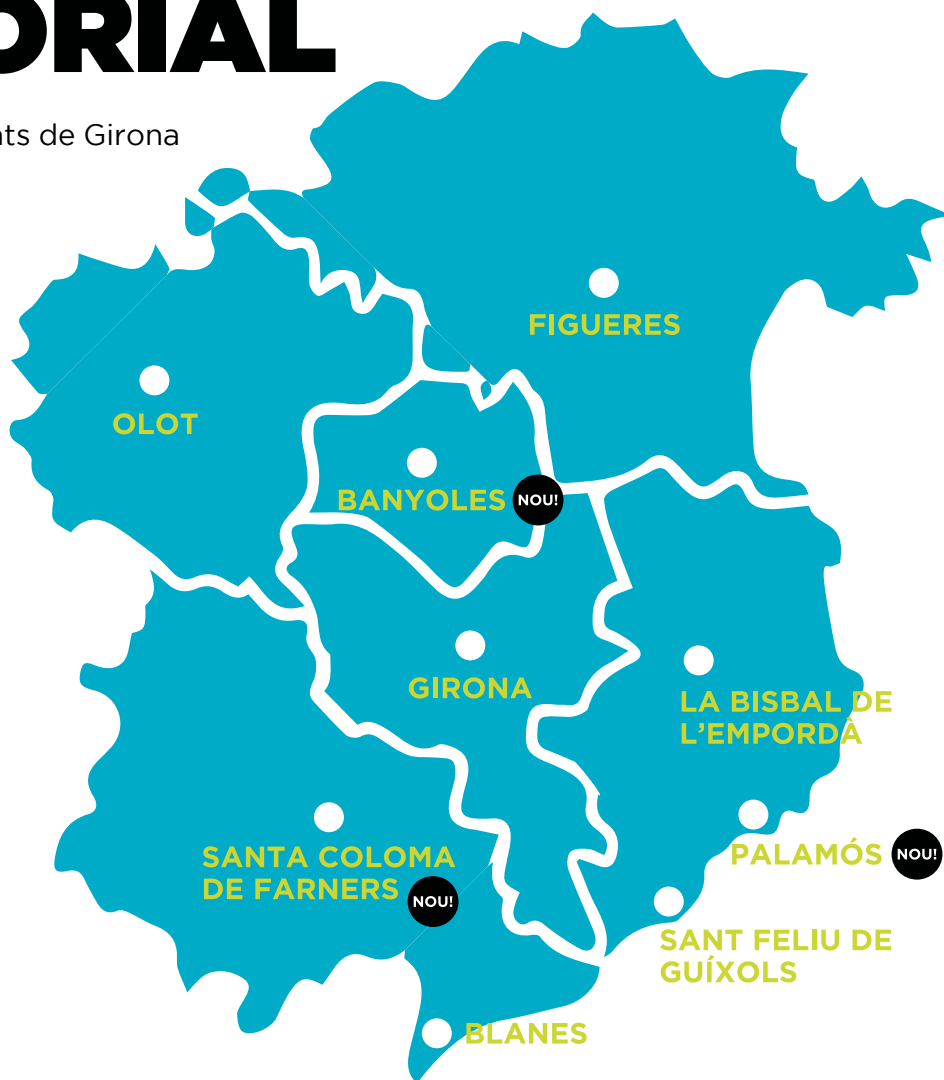 ORIAL
ts de Girona
FIGUERES
OLOT
BANYOLES NOU!
GIRONA
LA BISBAL DE
L'EMPORDÀ
SANTA COLOMA
DE FARNERS
NOU!
PALAMÓS NOU!
SANT FELIU DE
GUÍXOLS
BLANES